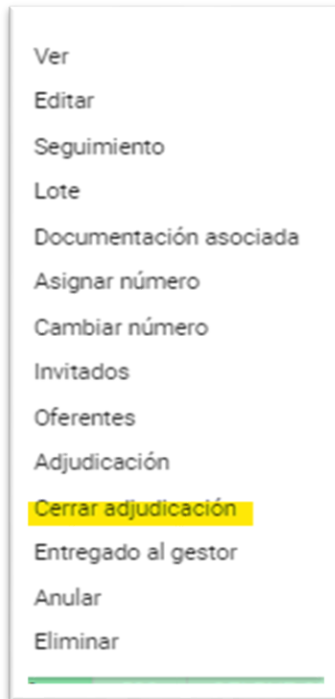 Ver
Editar
Seguimiento
Lote
Documentación asociada
Asignar número
Cambiar número
Invitados
Oferentes
Adjudicación
Cerrar adjudicación
Entregado al gestor
Anular
Eliminar